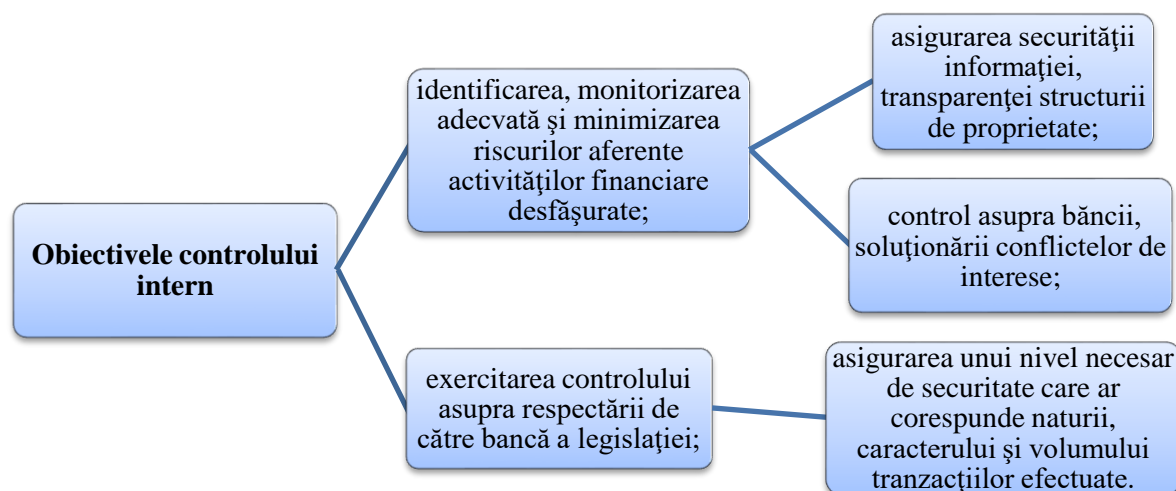 Obiectivele controlului
intern
identificarea, monitorizarea
adecvată şi minimizarea
riscurilor aferente
activităţilor financiare
desfăşurate;
asigurarea securităţii
informaţiei,
transparenţei structurii
de proprietate;
control asupra băncii,
soluţionării conflictelor de
interese;
exercitarea controlului
asupra respectării de
către bancă a legislaţiei;
asigurarea unui nivel necesar
de securitate care ar
corespunde naturii,
caracterului şi volumului
tranzacţiilor efectuate.